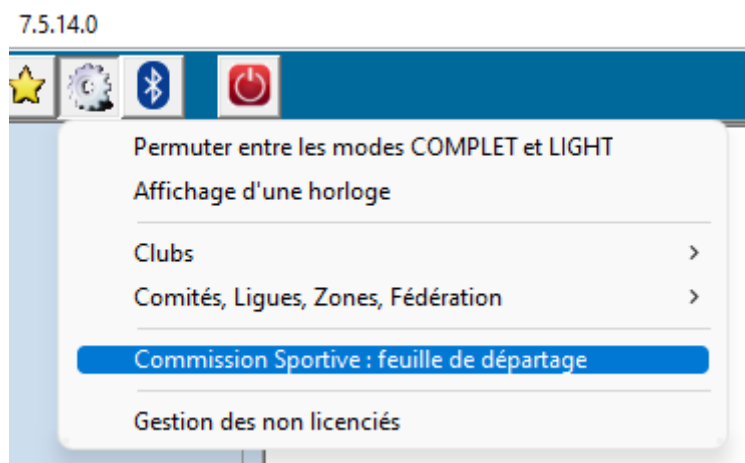 7.5.14.0
Permuter entre les modes COMPLET et LIGHT
Affichage d'une horloge
Clubs
Comités, Ligues, Zones, Fédération
Commission Sportive : feuille de départage
Gestion des non licenciés